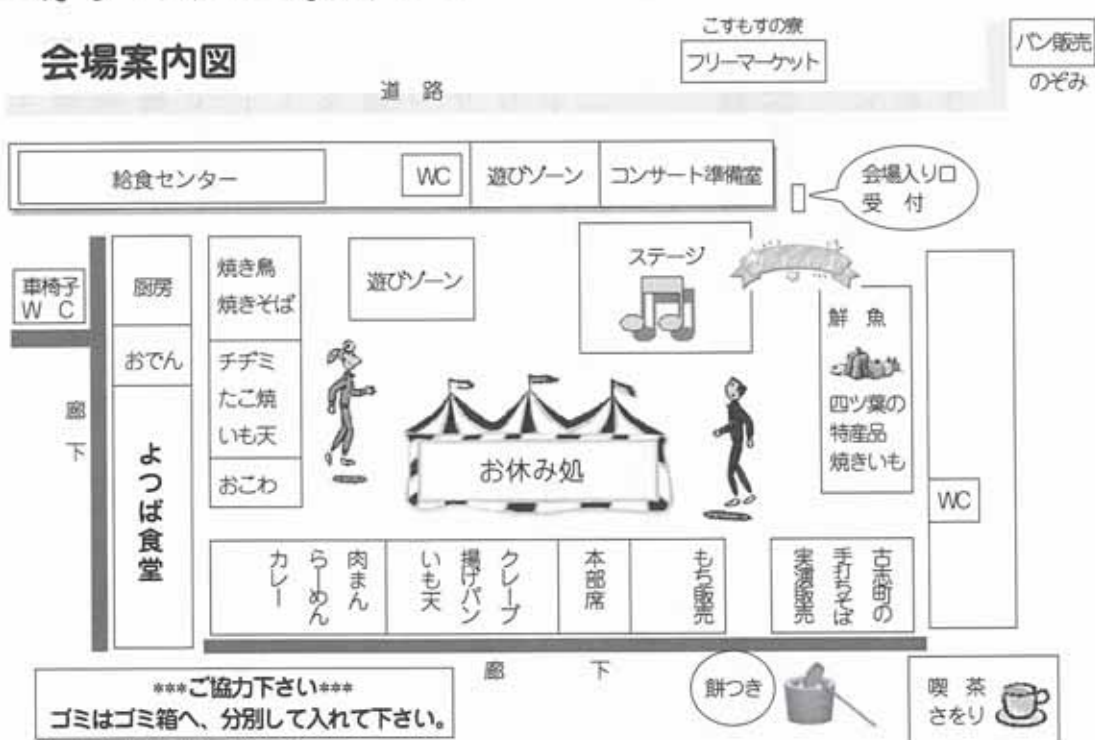 会場案内図
こすもすの寮
フリーマーケット
パン販売
のぞみ
道 路
給食センター
WC
遊びゾーン
コンサート準備室
会場入り口
受 付
車椅子
W C
厨房
おでん
よつば食堂
廊下
焼き鳥
焼きそば
チヂミ
たこ焼
いも天
おこわ
遊びゾーン
ステージ
お休み処
鮮 魚
四ツ葉の
特産品
焼きいも
WC
肉まん
らーめん
カレー
クレープ
揚げパン
いも天
本部席
もち販売
古志町の
手打ちそば
実演販売
廊 下
餅つき
喫 茶
さをり
***ご協力下さい***
ゴミはゴミ箱へ、分別して入れて下さい。